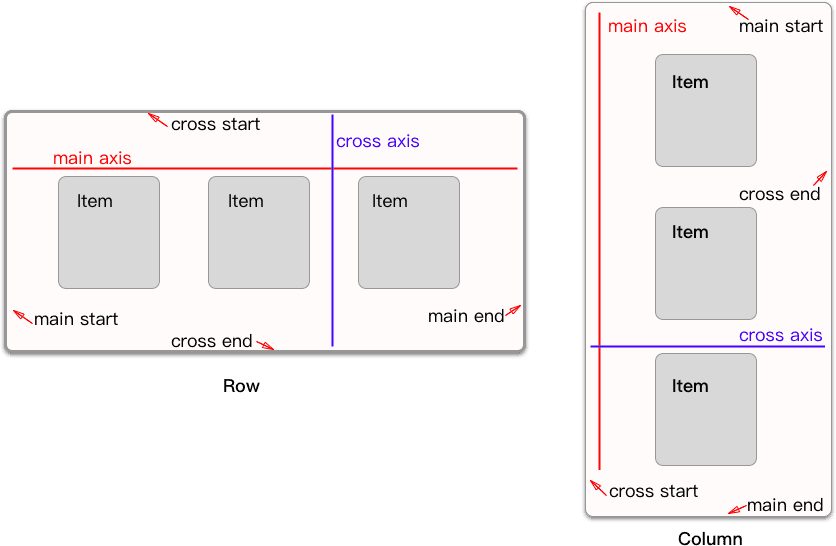 cross start
cross axis
main axis
Item
Item
Item
main start
main end
cross end
Row
main axis
main start
Item
cross end
Item
cross axis
Item
cross start
main end
Column